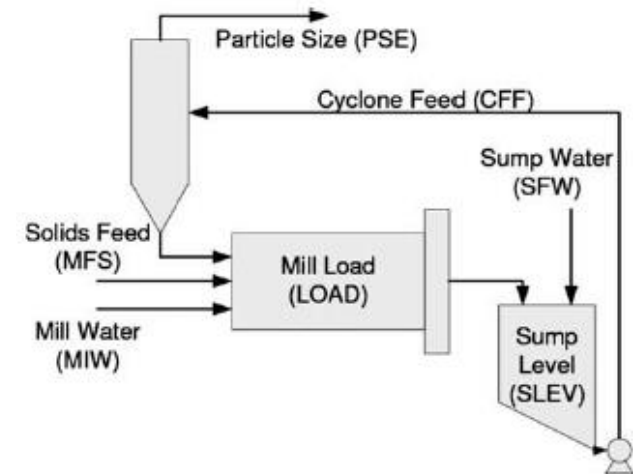 Particle Size (PSE)
Cyclone Feed (CFF)
Sump Water
(SFW)
Solids Feed
(MFS)
Mill Load
(LOAD)
Mill Water
(MIW)
Sump
Level
(SLEV)